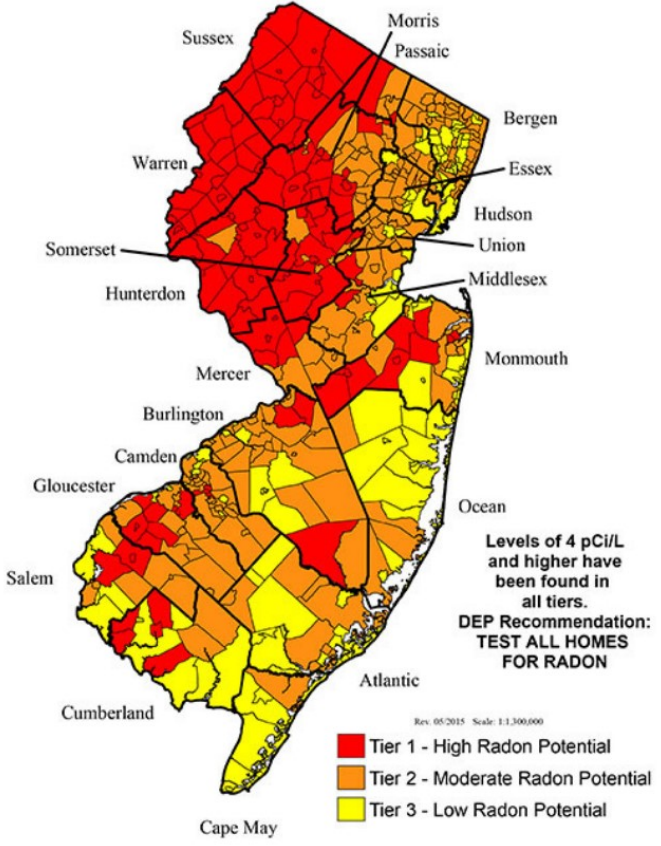 Morris
Sussex
Passaic
Bergen
Warren
Essex
Hudson
Somerset
Union
Hunterdon
Middlesex
Monmouth
Mercer
Burlington
Camden
Gloucester
Ocean
Salem
Levels of 4 pCi/L
and higher have
been found in
all tiers.
DEP Recommendation:
TEST ALL HOMES
FOR RADON
Atlantic
Cumberland
Rev. 05/2015 Scale: 1:1,300,000
Tier 1 - High Radon Potential
Tier 2 - Moderate Radon Potential
Tier 3 - Low Radon Potential
Cape May